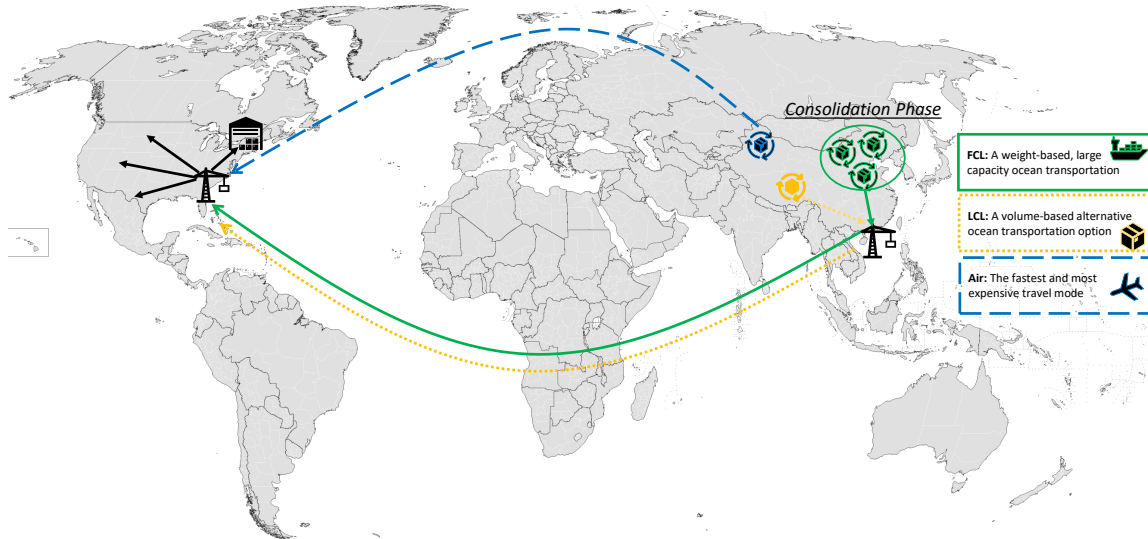 Consolidation Phase
FCL: A weight-based, large
capacity ocean transportation
LCL: A volume-based alternative
ocean transportation option
Air: The fastest and most
expensive travel mode